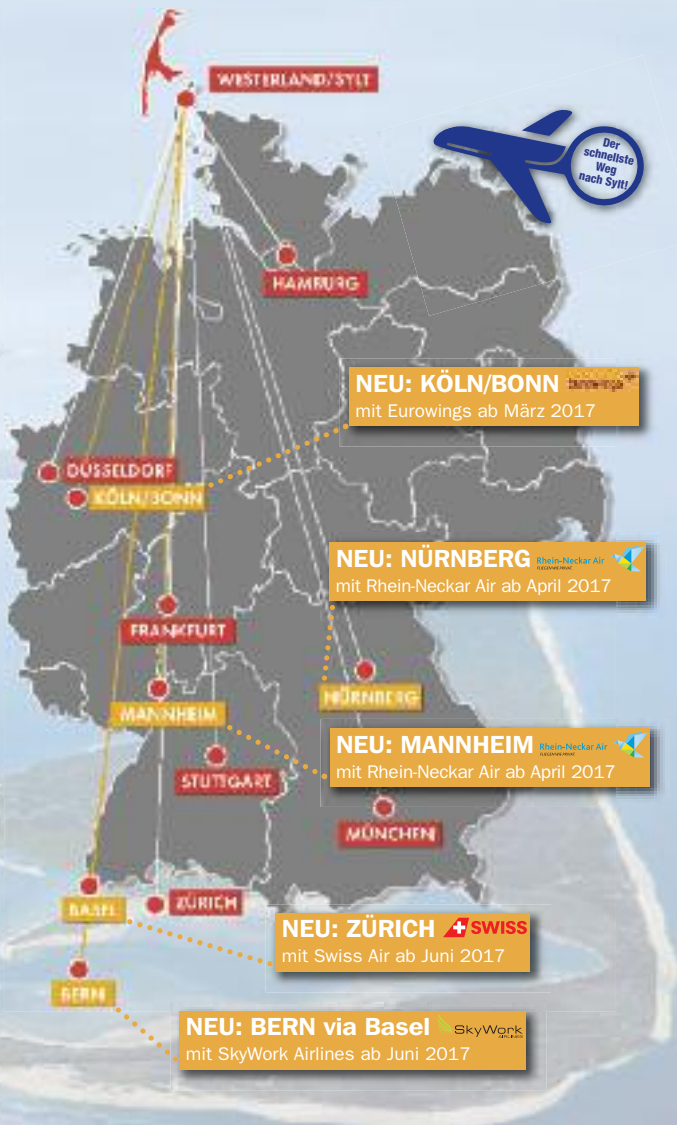 WESTERLAND/SYLT
Der
schnellste
Weg
nach Sylt!
HAMBURG
NEU: KÖLN/BONN
mit Eurowings ab März 2017
DÜSSELDORF
KÖLN/BONN
NEU: NÜRNBERG Rhein-Neckar Air
mit Rhein-Neckar Air ab April 2017
FRANKFURT
NÜRNBERG
MANNHEIM
NEU: MANNHEIM Rhein-Neckar Air
mit Rhein-Neckar Air ab April 2017
STUTTGART
MÜNCHEN
BASEL
ZÜRICH
NEU: ZÜRICH SWISS
mit Swiss Air ab Juni 2017
BERN
NEU: BERN via Basel SkyWork
AIRLINES
mit SkyWork Airlines ab Juni 2017